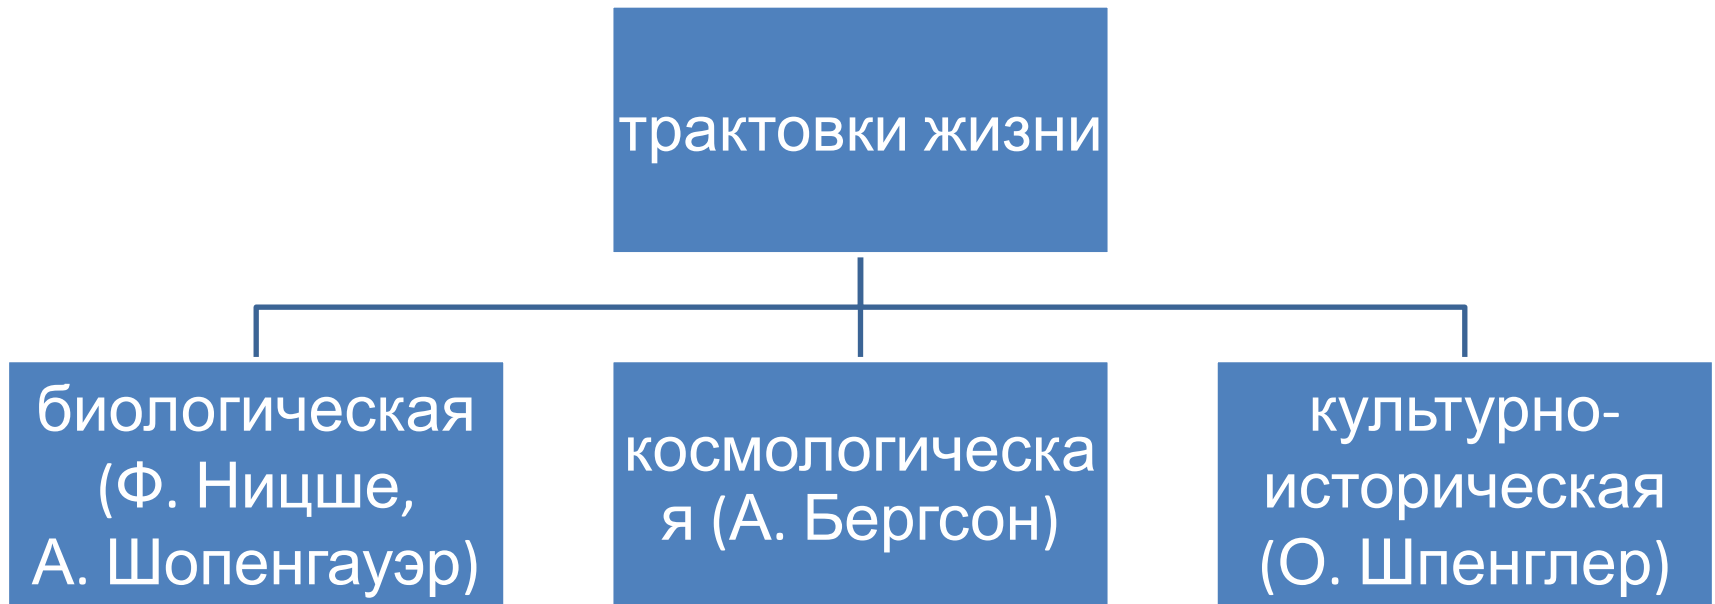 трактовки жизни
биологическая
(Ф. Ницше,
А. Шопенгауэр)
космологическа
я (А. Бергсон)
культурно-
историческая
(О. Шпенглер)